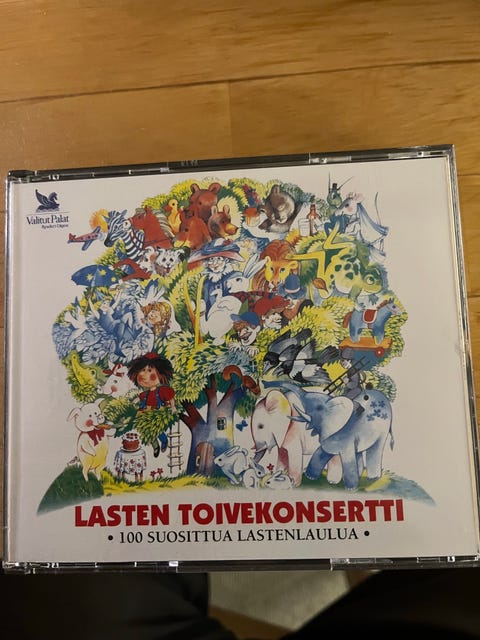 Valitut Palat
Reader's Digest
LASTEN TOIVEKONSERTTI
• 100 SUOSITTUA LASTENLAULUA •